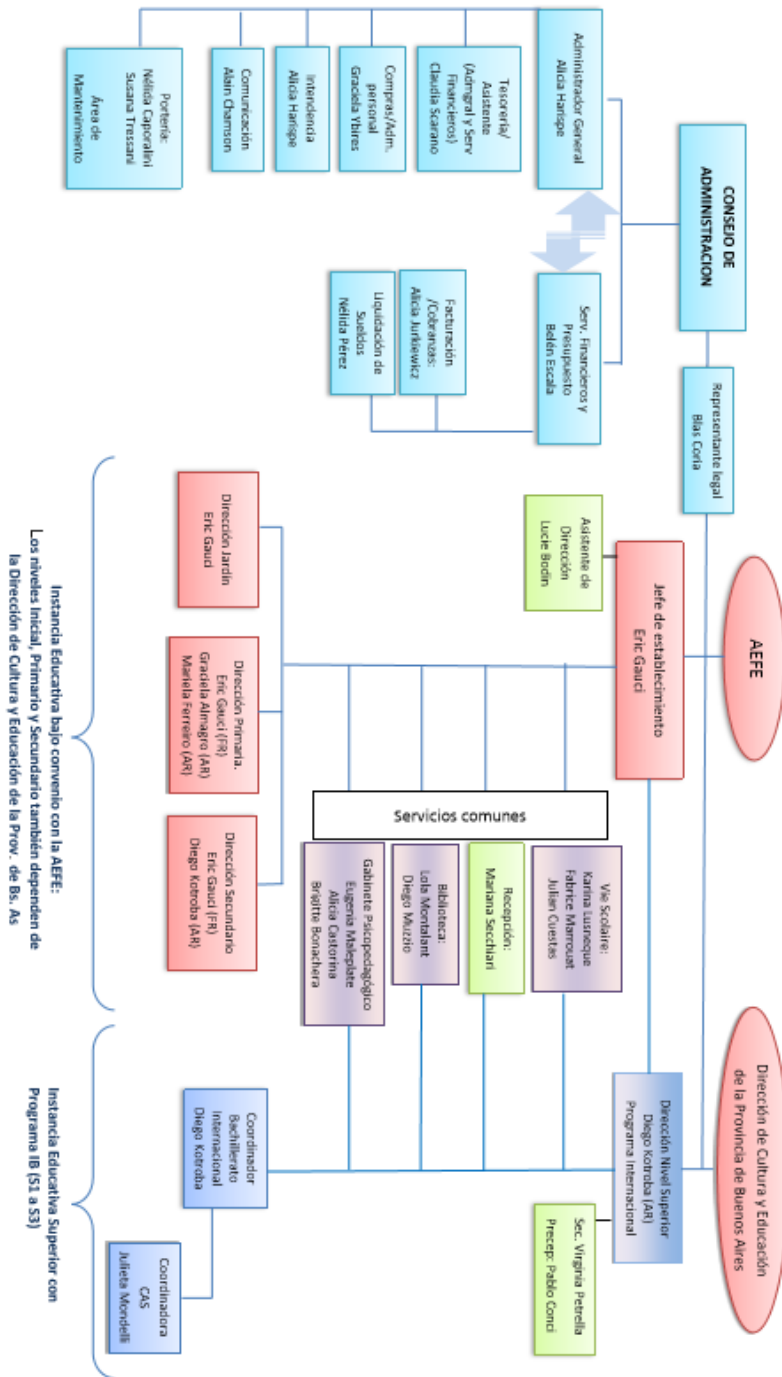 CONSEJO DE
ADMINISTRACION
Representante legal
Blas Coria
AEFE
Dirección de Cultura y Educación
de la Provincia de Buenos Aires
Administrador General
Alicia Harispe
Serv. Financieros y
Presupuesto
Belén Escala
Jefe de establecimiento
Eric Gauci
Dirección Nivel Superior
Diego Kotroba (AR)
Programa Internacional
Tesorería/
Asistente
(Admgral y Serv
Financieros)
Claudia Scarano
Compras/Adm.
personal
Graciela Ybires
Intendencia
Alicia Harispe
Comunicación
Alain Chamson
Portería:
Nélida Caporalini
Susana Tressani
Área de
Mantenimiento
Facturación
/Cobranzas:
Alicia Jurkiewicz
Liquidación de
Sueldos
Nélida Pérez
Asistente de
Dirección
Lucie Bodin
Servicios comunes
Vie Scolaire:
Karina Lusneque
Fabrice Marrouat
Julian Cuestas
Recepción:
Mariana Secchiari
Biblioteca:
Lola Montalant
Diego Muzzio
Gabinete Psicopedagógico
Eugenia Maleplate
Alicia Castorina
Brigitte Bonachera
Sec. Virginia Petrella
Precep: Pablo Conci
Dirección Jardín
Eric Gauci
Dirección Primaria.
Eric Gauci (FR)
Graciela Almagro (AR)
Mariela Ferreiro (AR)
Dirección Secundario
Eric Gauci (FR)
Diego Kotroba (AR)
Coordinador
Bachillerato
Internacional
Diego Kotroba
Coordinadora
CAS
Julieta Mondelli
Instancia Educativa bajo convenio con la AEFE:
Los niveles Inicial, Primario y Secundario también dependen de
la Dirección de Cultura y Educación de la Prov. de Bs. As
Instancia Educativa Superior con
Programa IB (S1 a S3)